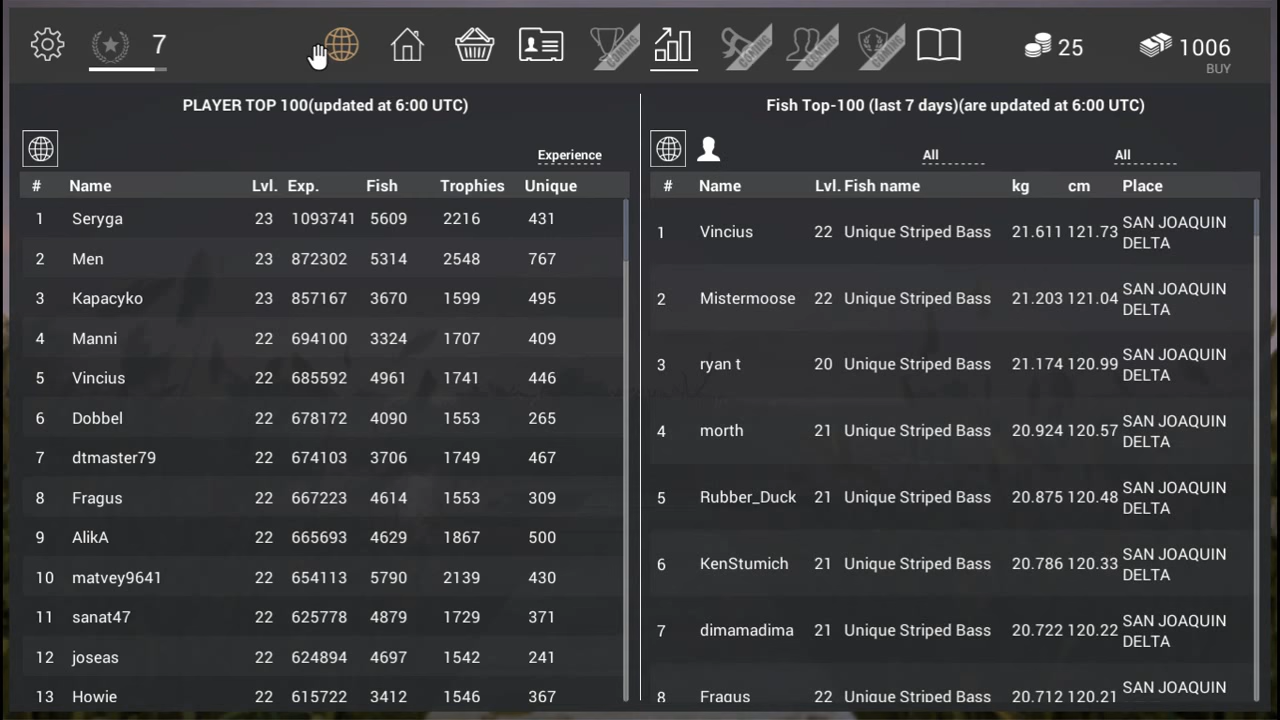 7
COMING
COMING
COMING
COMING
25
1006
BUY
PLAYER TOP 100(updated at 6:00 UTC)
Experience
# Name Lvl. Exp. Fish Trophies Unique
1 Seryga 23 1093741 5609 2216 431
2 Men 23 872302 5314 2548 767
3 Kapacyko 23 857167 3670 1599 495
4 Manni 22 694100 3324 1707 409
5 Vincius 22 685592 4961 1741 446
6 Dobbel 22 678172 4090 1553 265
7 dtmaster79 22 674103 3706 1749 467
8 Fragus 22 667223 4614 1553 309
9 AlikA 22 665693 4629 1867 500
10 matvey9641 22 654113 5790 2139 430
11 sanat47 22 625778 4879 1729 371
12 joseas 22 624894 4697 1542 241
13 Howie 22 615722 3412 1546 367
Fish Top-100 (last 7 days)(are updated at 6:00 UTC)
All All
# Name Lvl. Fish name kg cm Place
1 Vincius 22 Unique Striped Bass 21.611 121.73 SAN JOAQUIN
DELTA
2 Mistermoose 22 Unique Striped Bass 21.203 121.04 SAN JOAQUIN
DELTA
3 ryan t 20 Unique Striped Bass 21.174 120.99 SAN JOAQUIN
DELTA
4 morth 21 Unique Striped Bass 20.924 120.57 SAN JOAQUIN
DELTA
5 Rubber_Duck 21 Unique Striped Bass 20.875 120.48 SAN JOAQUIN
DELTA
6 KenStumich 21 Unique Striped Bass 20.786 120.33 SAN JOAQUIN
DELTA
7 dimamadima 21 Unique Striped Bass 20.722 120.22 SAN JOAQUIN
DELTA
8 Fragus 22 Unique Striped Bass 20.712 120.21 SAN JOAQUIN